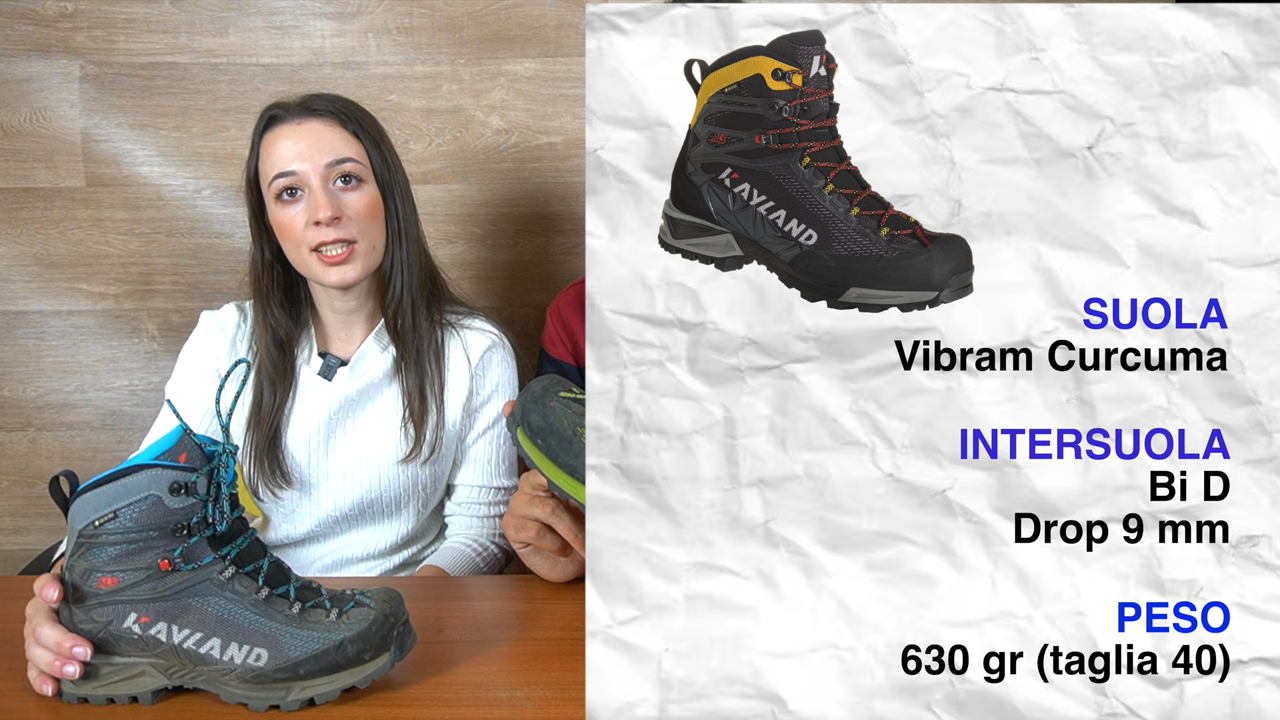 KAYLAND
KAYLAND
SUOLA
Vibram Curcuma
INTERSUOLA
Bi D
Drop 9 mm
PESO
630 gr (taglia 40)